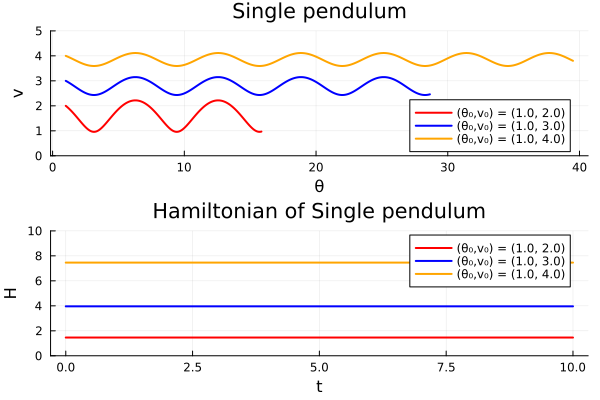 Single pendulum
5
4
3
2
1
0
v
0 10 20 30 40
θ
(θ₀,v₀) = (1.0, 2.0)
(θ₀,v₀) = (1.0, 3.0)
(θ₀,v₀) = (1.0, 4.0)
Hamiltonian of Single pendulum
10
8
6
4
2
0
H
0.0 2.5 5.0 7.5 10.0
t
(θ₀,v₀) = (1.0, 2.0)
(θ₀,v₀) = (1.0, 3.0)
(θ₀,v₀) = (1.0, 4.0)